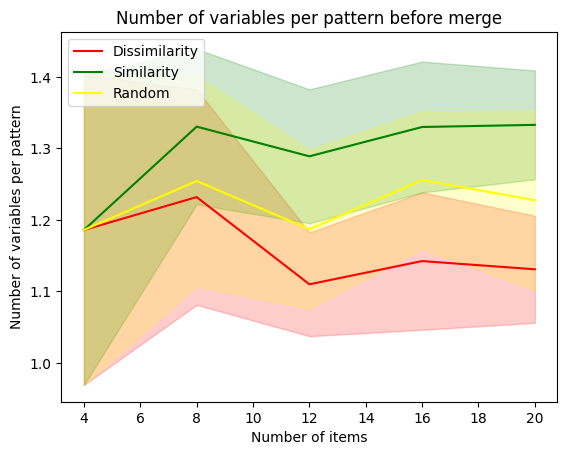 Number of variables per pattern before merge
Dissimilarity
Similarity
Random
Number of variables per pattern
1.4
1.3
1.2
1.1
1.0
4 6 8 10 12 14 16 18 20
Number of items